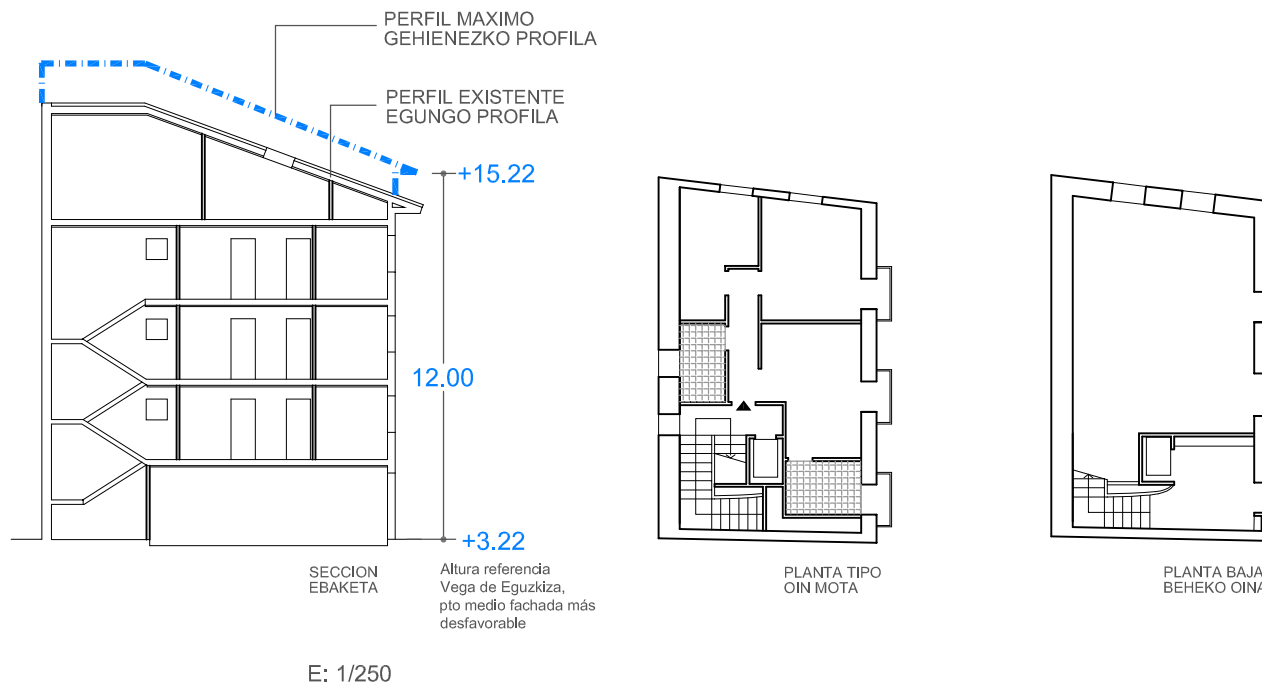 PERFIL MAXIMO
GEHIENEZKO PROFILA
PERFIL EXISTENTE
EGUNGO PROFILA
+15.22
12.00
+3.22
Altura referencia
Vega de Eguzkiza,
pto medio fachada más
desfavorable
SECCION
EBAKETA
E: 1/250
PLANTA TIPO
OIN MOTA
PLANTA BAJA
BEHEKO OINA